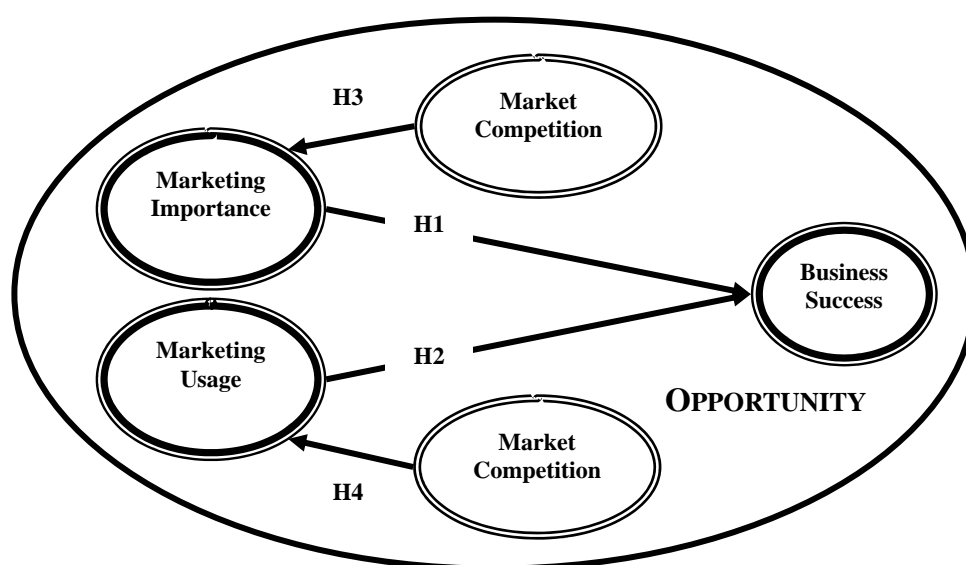 H3
Market
Competition
Marketing
Importance
H1
Business
Success
Marketing
Usage
H2
OPPORTUNITY
Market
Competition
H4